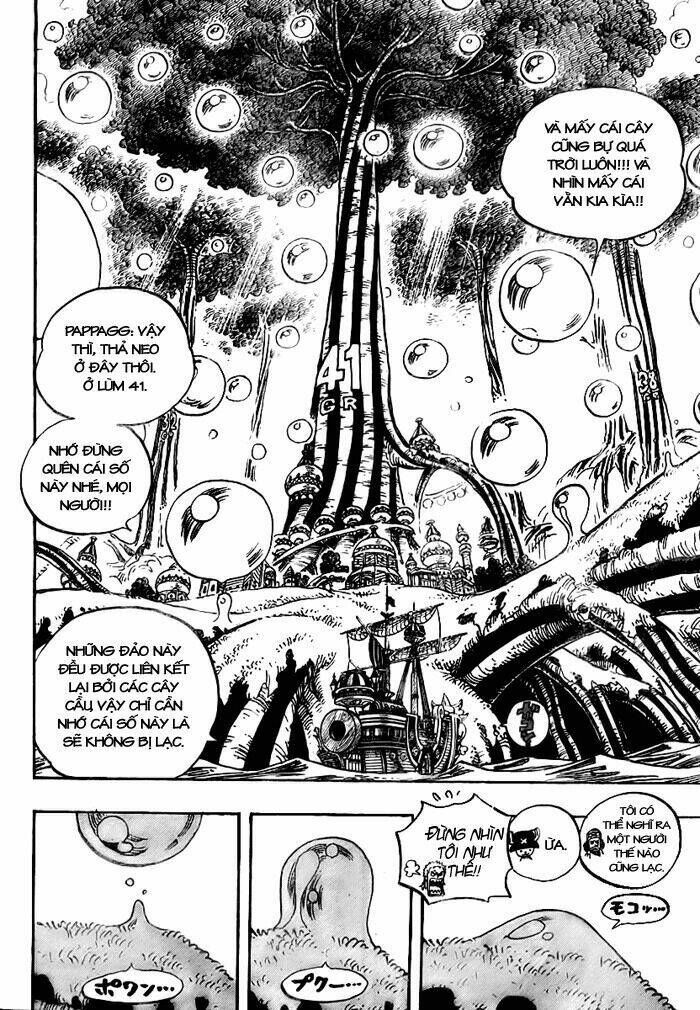 VÀ MẤY CÁI CÂY
CŨNG BỰ QUÁ
TRỜI LUÔN!!! VÀ
NHÌN MẤY CÁI
VẰN KIA KÌA!!
PAPPAGG: VẬY
THÌ, THẢ NEO
Ở ĐÂY THÔI.
Ở LÙM 41.
41
GR
38
NHỚ ĐỪNG
QUÊN CÁI SỐ
NÀY NHÉ, MỌI
NGƯỜI!!
NHỮNG ĐẢO NÀY
ĐỀU ĐƯỢC LIÊN KẾT
LẠI BỞI CÁC CÂY
CẦU, VẬY CHỈ CẦN
NHỚ CÁI SỐ NÀY LÀ
SẼ KHÔNG BỊ LẠC.
TÔI CÓ
THỂ NGHĨ RA
MỘT NGƯỜI
THẾ NÀO
CŨNG LẠC.
ỪA.
ĐỪNG NHÌN
TÔI NHƯ
THẾ!!
モコッ…
プクー…
ポワン…